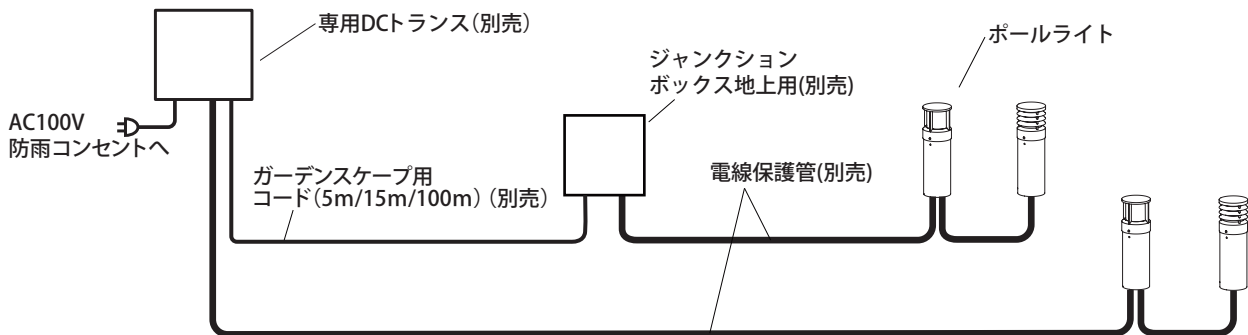 専用DCトランス（別売）
ポールライト
ジャンクション
ボックス地上用(別売)
AC100V
防雨コンセントへ
ガーデンスケープ用
コード（5m/15m/100m）（別売）
電線保護管(別売)